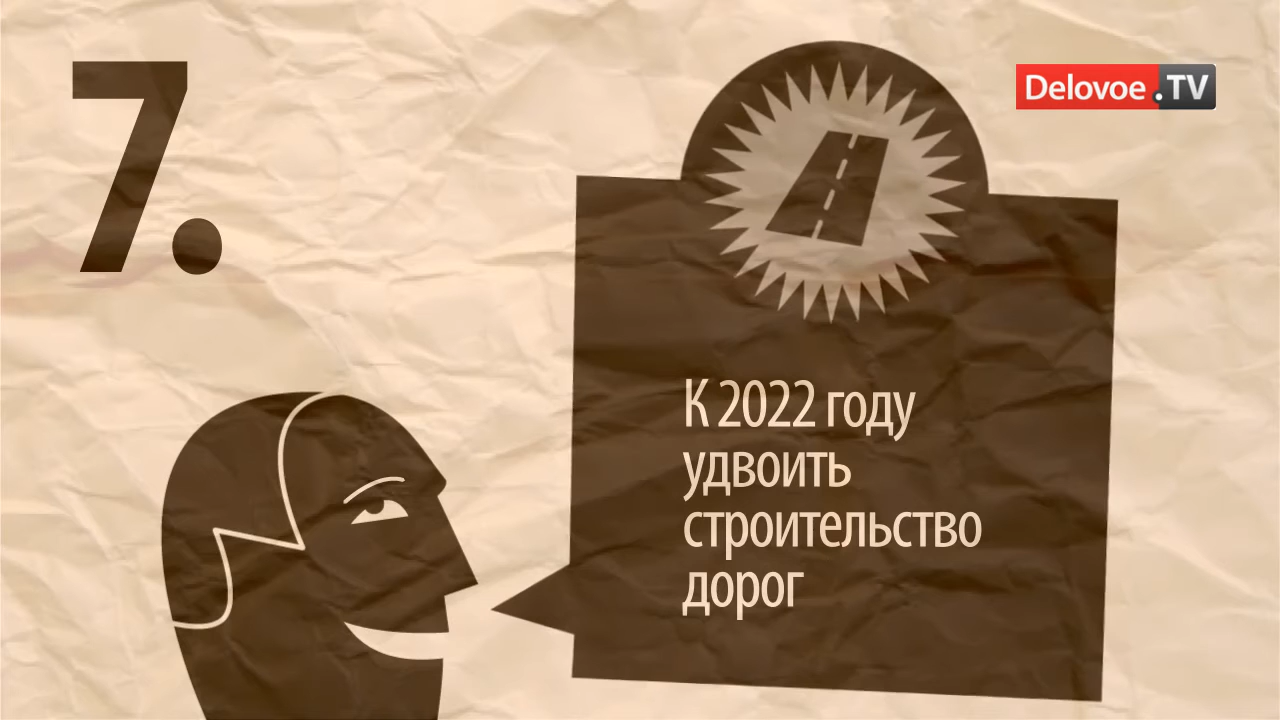 7.
Delovoe.TV
К 2022 году
удвоить
строительство
дорог